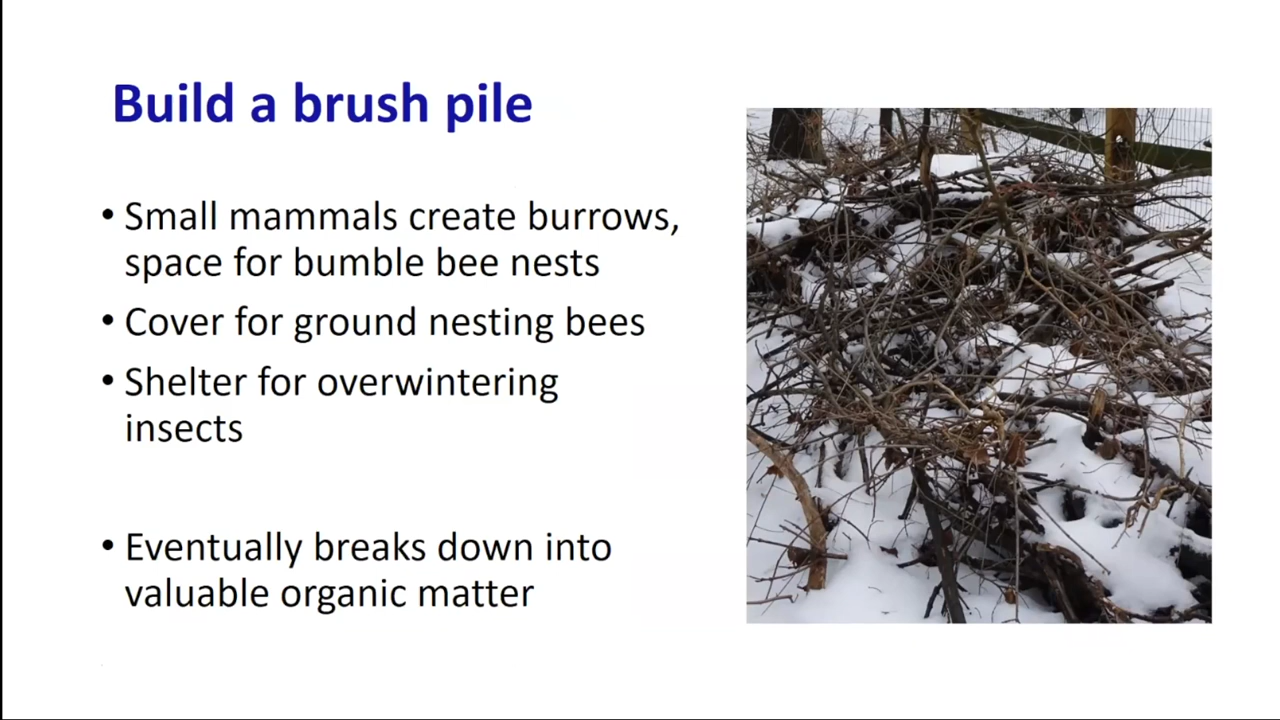 Build a brush pile
• Small mammals create burrows,
space for bumble bee nests
• Cover for ground nesting bees
• Shelter for overwintering
insects
• Eventually breaks down into
valuable organic matter